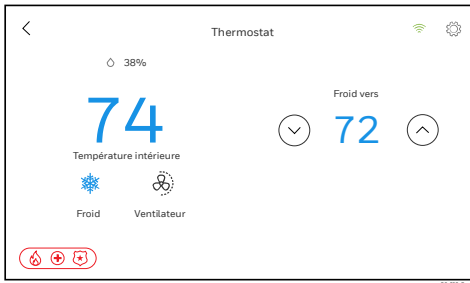 Thermostat
38%
Froid vers
74
72
Température intérieure
Froid
Ventilateur